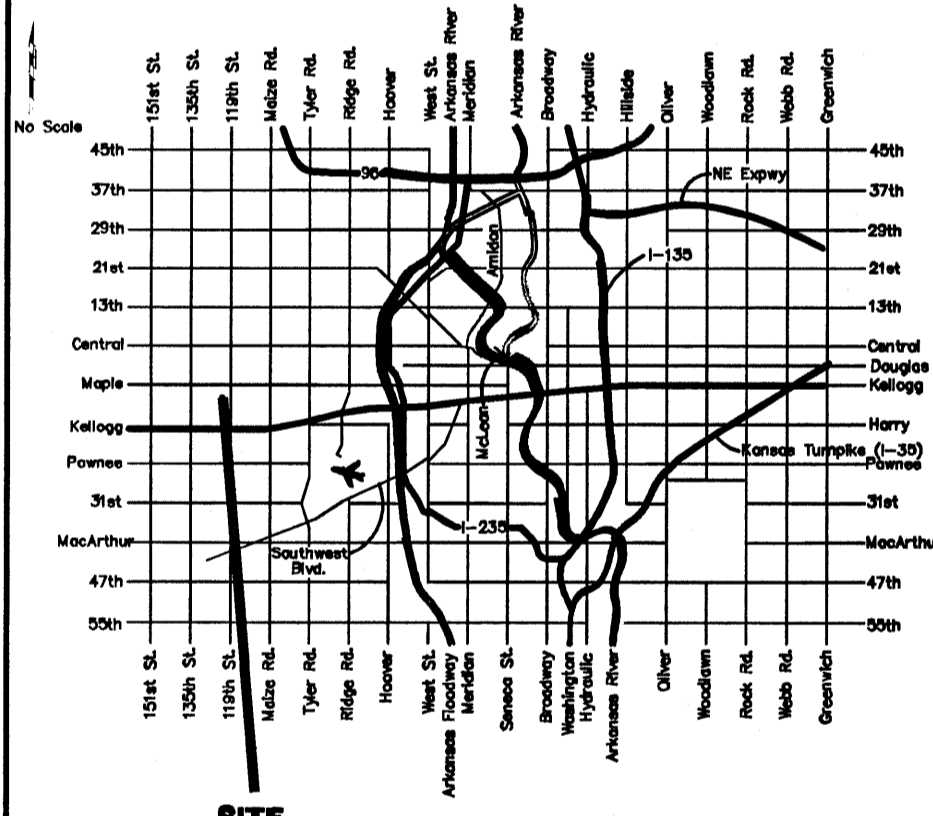 151st St.
135th St.
119th St.
Maize Rd.
Tyler Rd.
Ridge Rd.
Hoover
West St.
Arkansas River
Meridian
Arkansas River
Broadway
Hydraulic
Hillside
Oliver
Woodlawn
Rock Rd.
Webb Rd.
Greenwich
No Scale
45th
37th
29th
21st
13th
Central
Maple
Kellogg
Pawnee
31st
MacArthur
47th
55th
96
NE Expwy
I-135
Amidon
McLean
Kansas Turnpike (I-35)
I-235
Southwest
Blvd.
45th
37th
29th
21st
13th
Central
Douglas
Kellogg
Harry
Pawnee
31st
MacArthu
47th
55th
151st St.
135th St.
119th St.
Maize Rd.
Tyler Rd.
Ridge Rd.
Hoover
West St.
Arkansas Floodway
Meridian
Seneca St.
Broadway
Washington
Hydraulic
Arkansas River
Oliver
Woodlawn
Rock Rd.
Webb Rd.
Greenwich
SITE